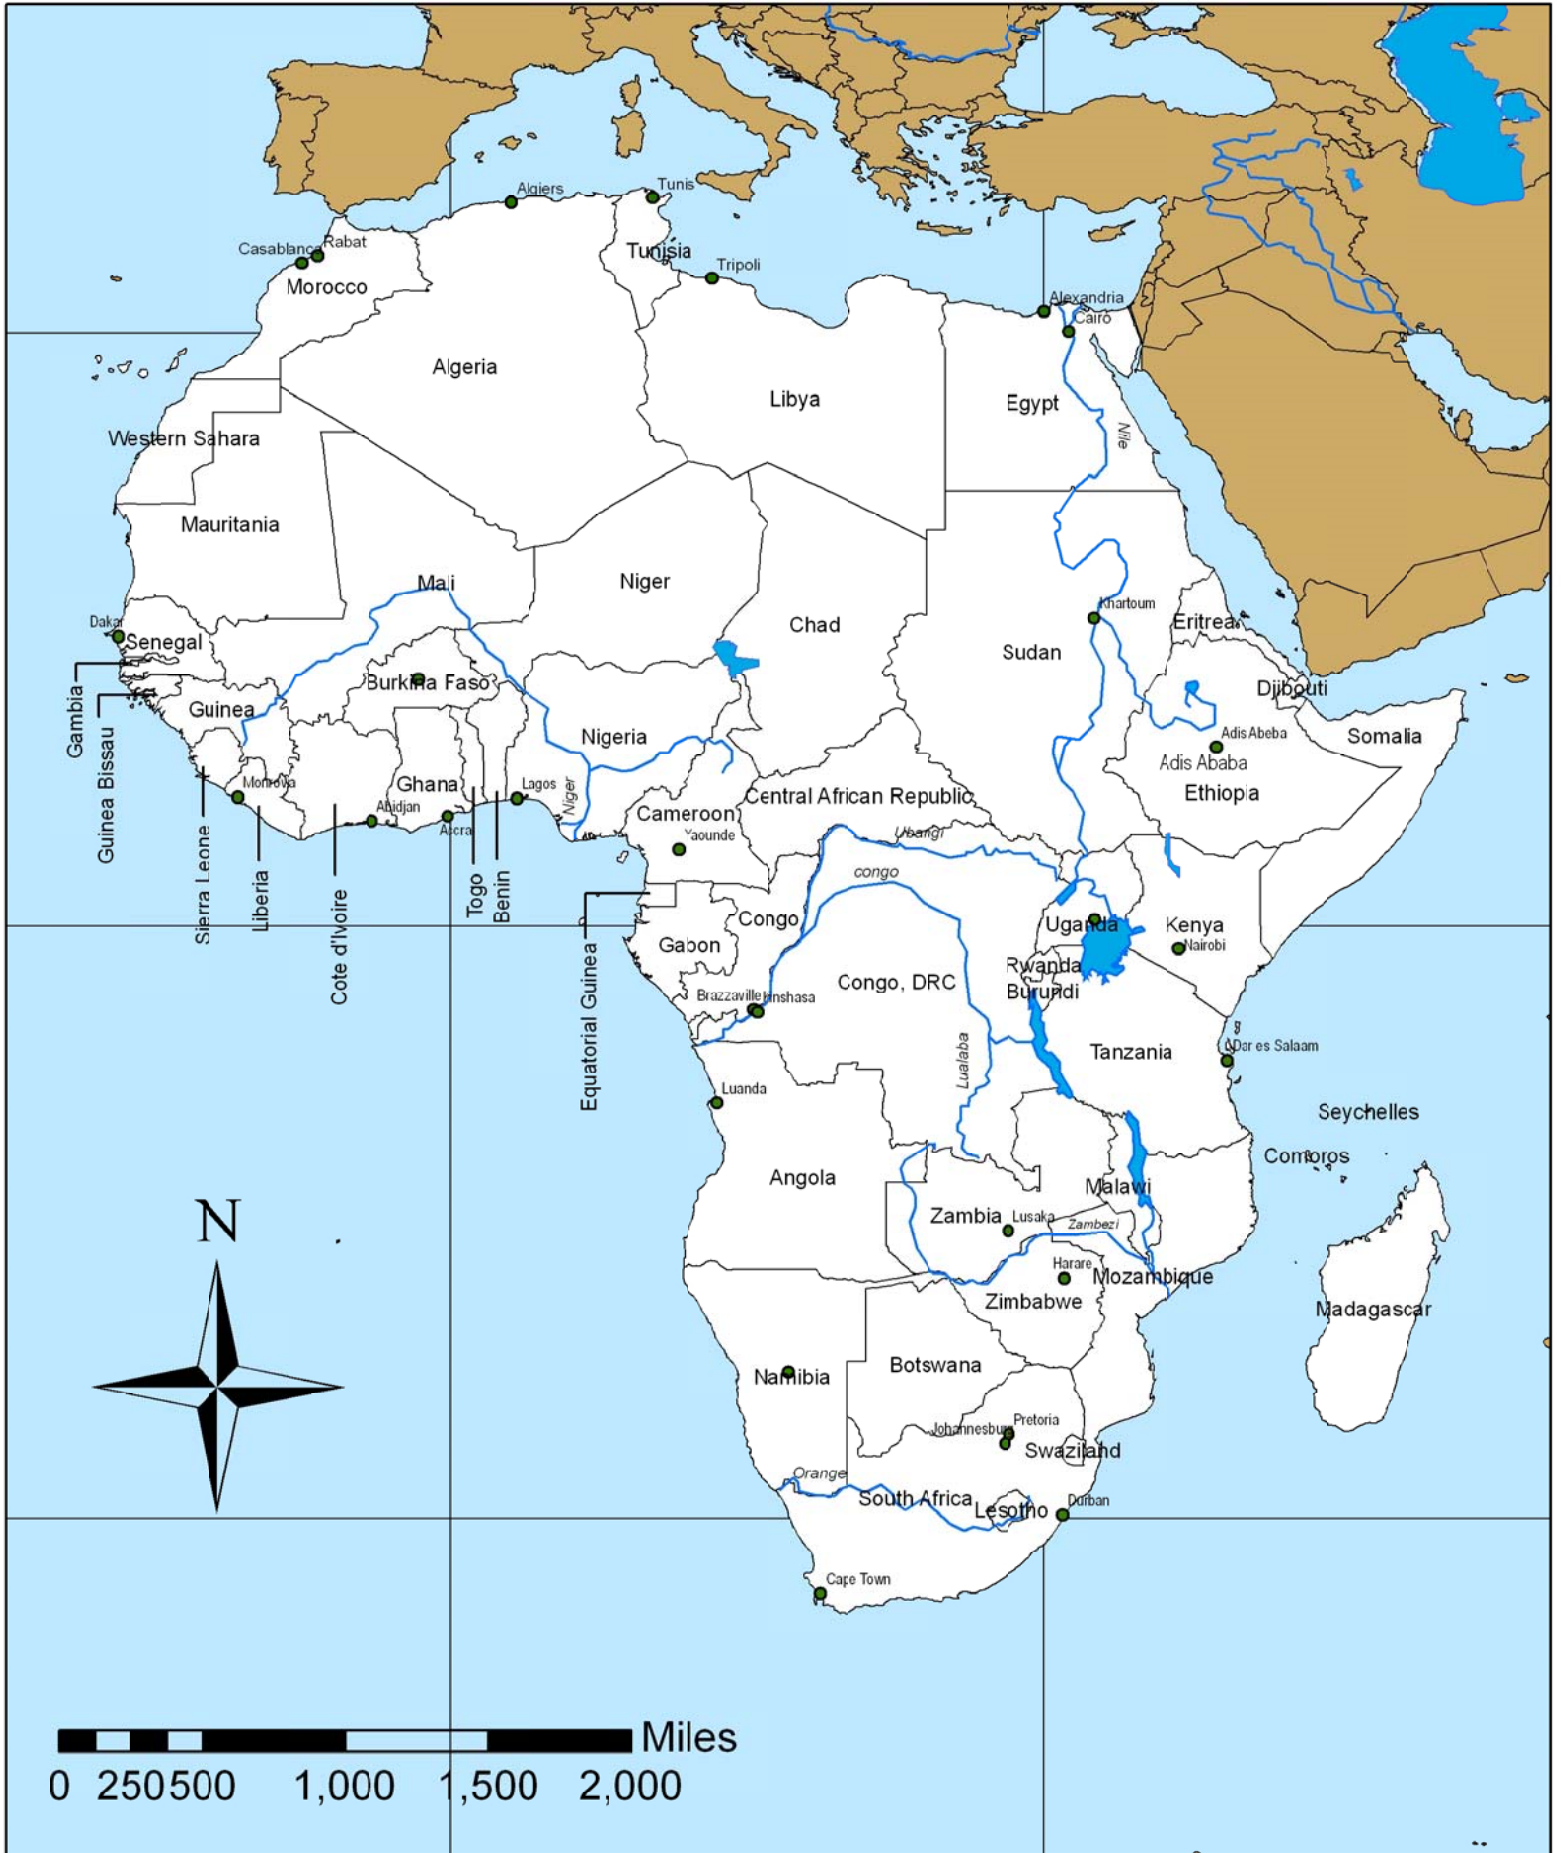 Algiers
Tunis
Casablanca
Rabat
Tunisia
Tripoli
Morocco
Alexandria
Cairo
Algeria
Libya
Egypt
Nile
Western Sahara
Mauritania
Mali
Niger
Chad
Khartoum
Eritrea
Sudan
Dakar
Senegal
Burkina Faso
Djibouti
Gambia
Guinea
Guinea Bissau
Nigeria
AdisAbeba
Somalia
Adis Ababa
Ethiopia
Monrovia
Ghana
Lagos
Niger
Central African Republic
Abidjan
Accra
Cameroon
Yaounde
Ubangi
congo
Sierra Leone
Liberia
Cote d'Ivoire
Togo
Benin
Equatorial Guinea
Congo
Gabon
Uganda
Kenya
Nairobi
Rwanda
Burundi
Congo, DRC
Brazzaville
Kinshasa
Lualaba
Tanzania
Dar es Salaam
Luanda
Seychelles
Comoros
Angola
Malawi
Zambia
Lusaka
Zambezi
Harare
Mozambique
Zimbabwe
Madagascar
Botswana
Namibia
Johannesburg
Pretoria
Swaziland
Orange
South Africa
Lesotho
Durban
Cape Town
N
Miles
0 250 500 1,000 1,500 2,000